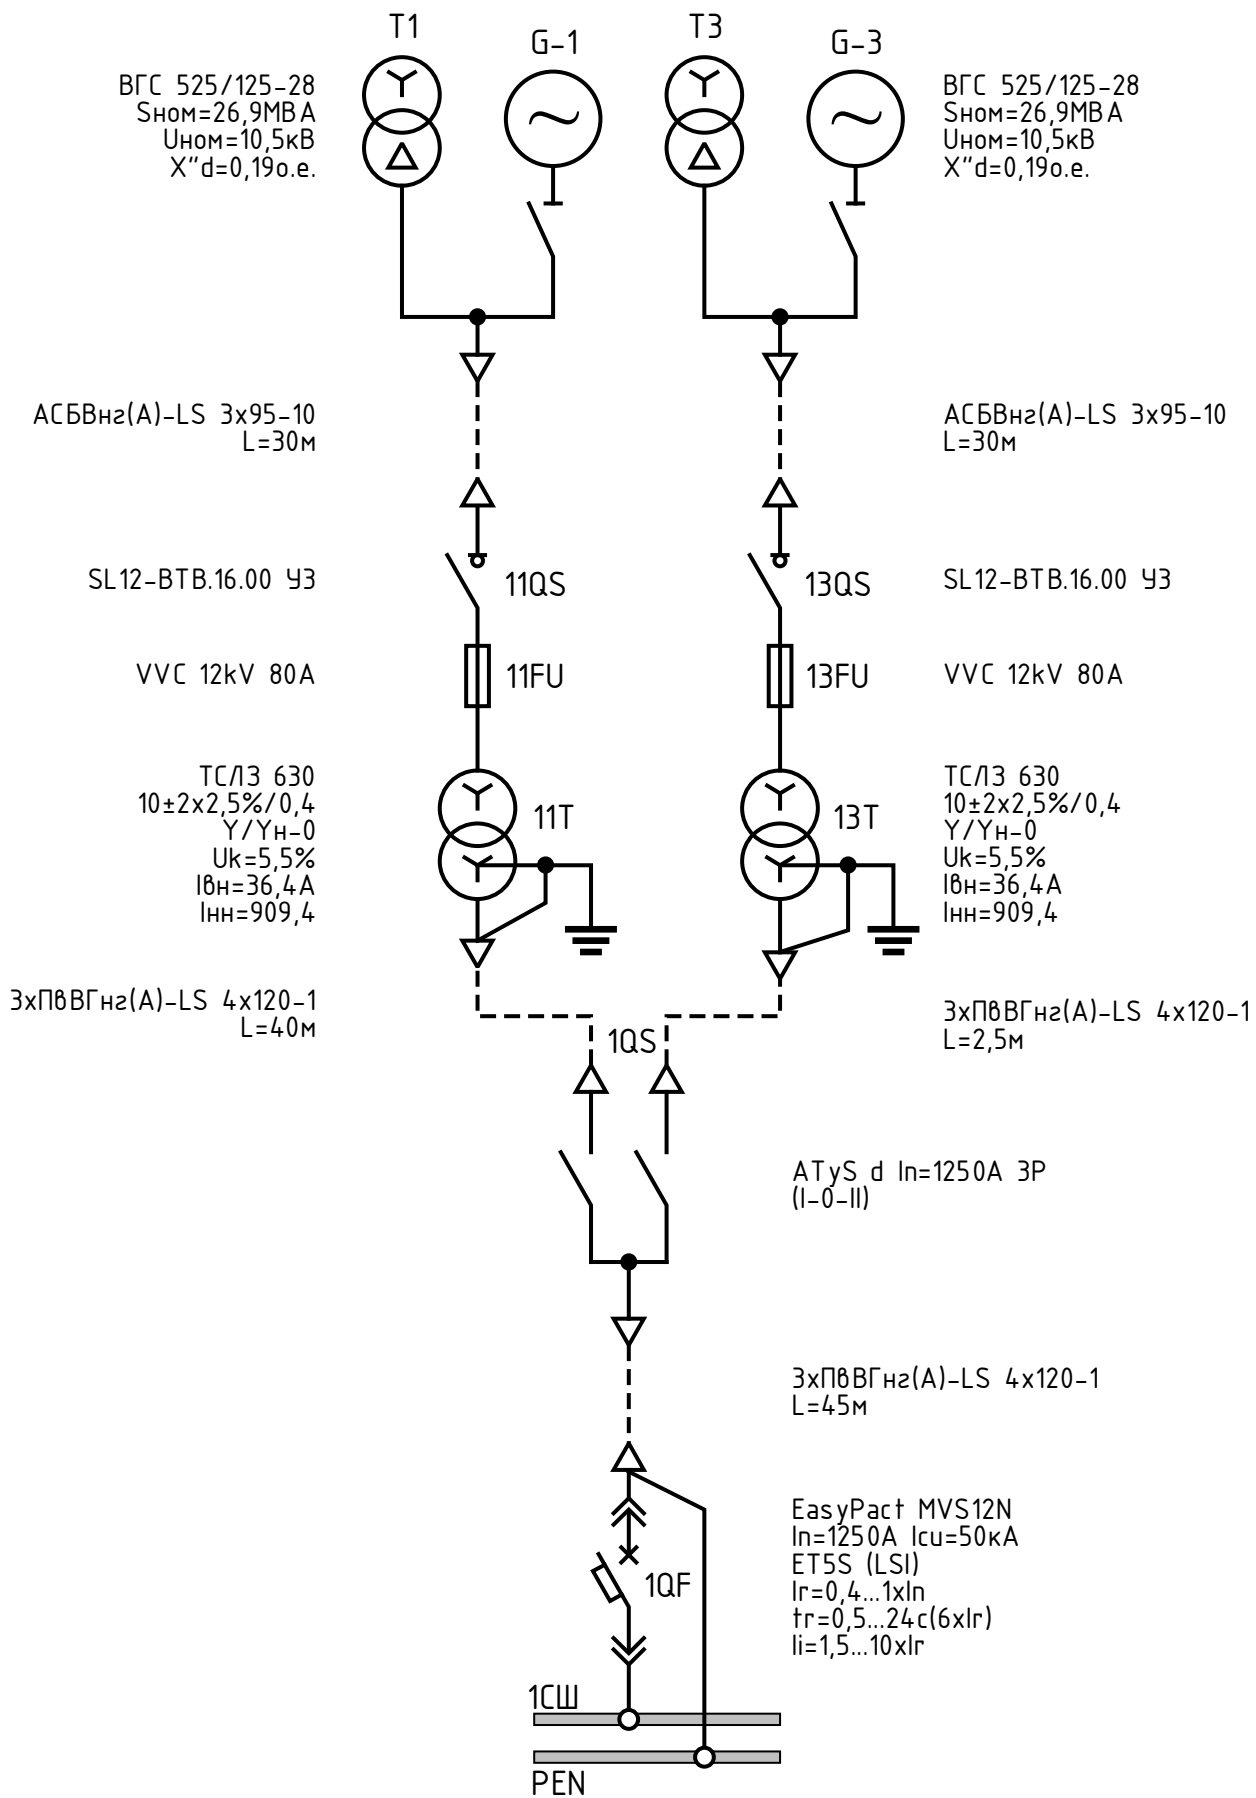 T1
G-1
T3
G-3
ВГС 525/125-28
Sном=26,9МВА
Uном=10,5кВ
X"d=0,19о.е.
ВГС 525/125-28
Sном=26,9МВА
Uном=10,5кВ
X"d=0,19о.е.
АСБВнг(А)-LS 3х95-10
L=30м
АСБВнг(А)-LS 3х95-10
L=30м
SL12-ВТВ.16.00 У3
11QS
13QS
SL12-ВТВ.16.00 У3
VVC 12kV 80A
11FU
13FU
VVC 12kV 80A
ТСЛЗ 630
10±2х2,5%/0,4
Y/Yн-0
Uk=5,5%
Iвн=36,4А
Iнн=909,4
11T
13T
ТСЛЗ 630
10±2х2,5%/0,4
Y/Yн-0
Uk=5,5%
Iвн=36,4А
Iнн=909,4
3хПвВГнг(А)-LS 4х120-1
L=40м
1QS
3хПвВГнг(А)-LS 4х120-1
L=2,5м
ATyS d In=1250A 3P
(I-0-II)
3хПвВГнг(А)-LS 4х120-1
L=45м
EasyPact MVS12N
In=1250A Icu=50кА
ET5S (LSI)
Ir=0,4...1xIn
tr=0,5...24c(6xIr)
Ii=1,5...10xIr
1QF
1СШ
PEN